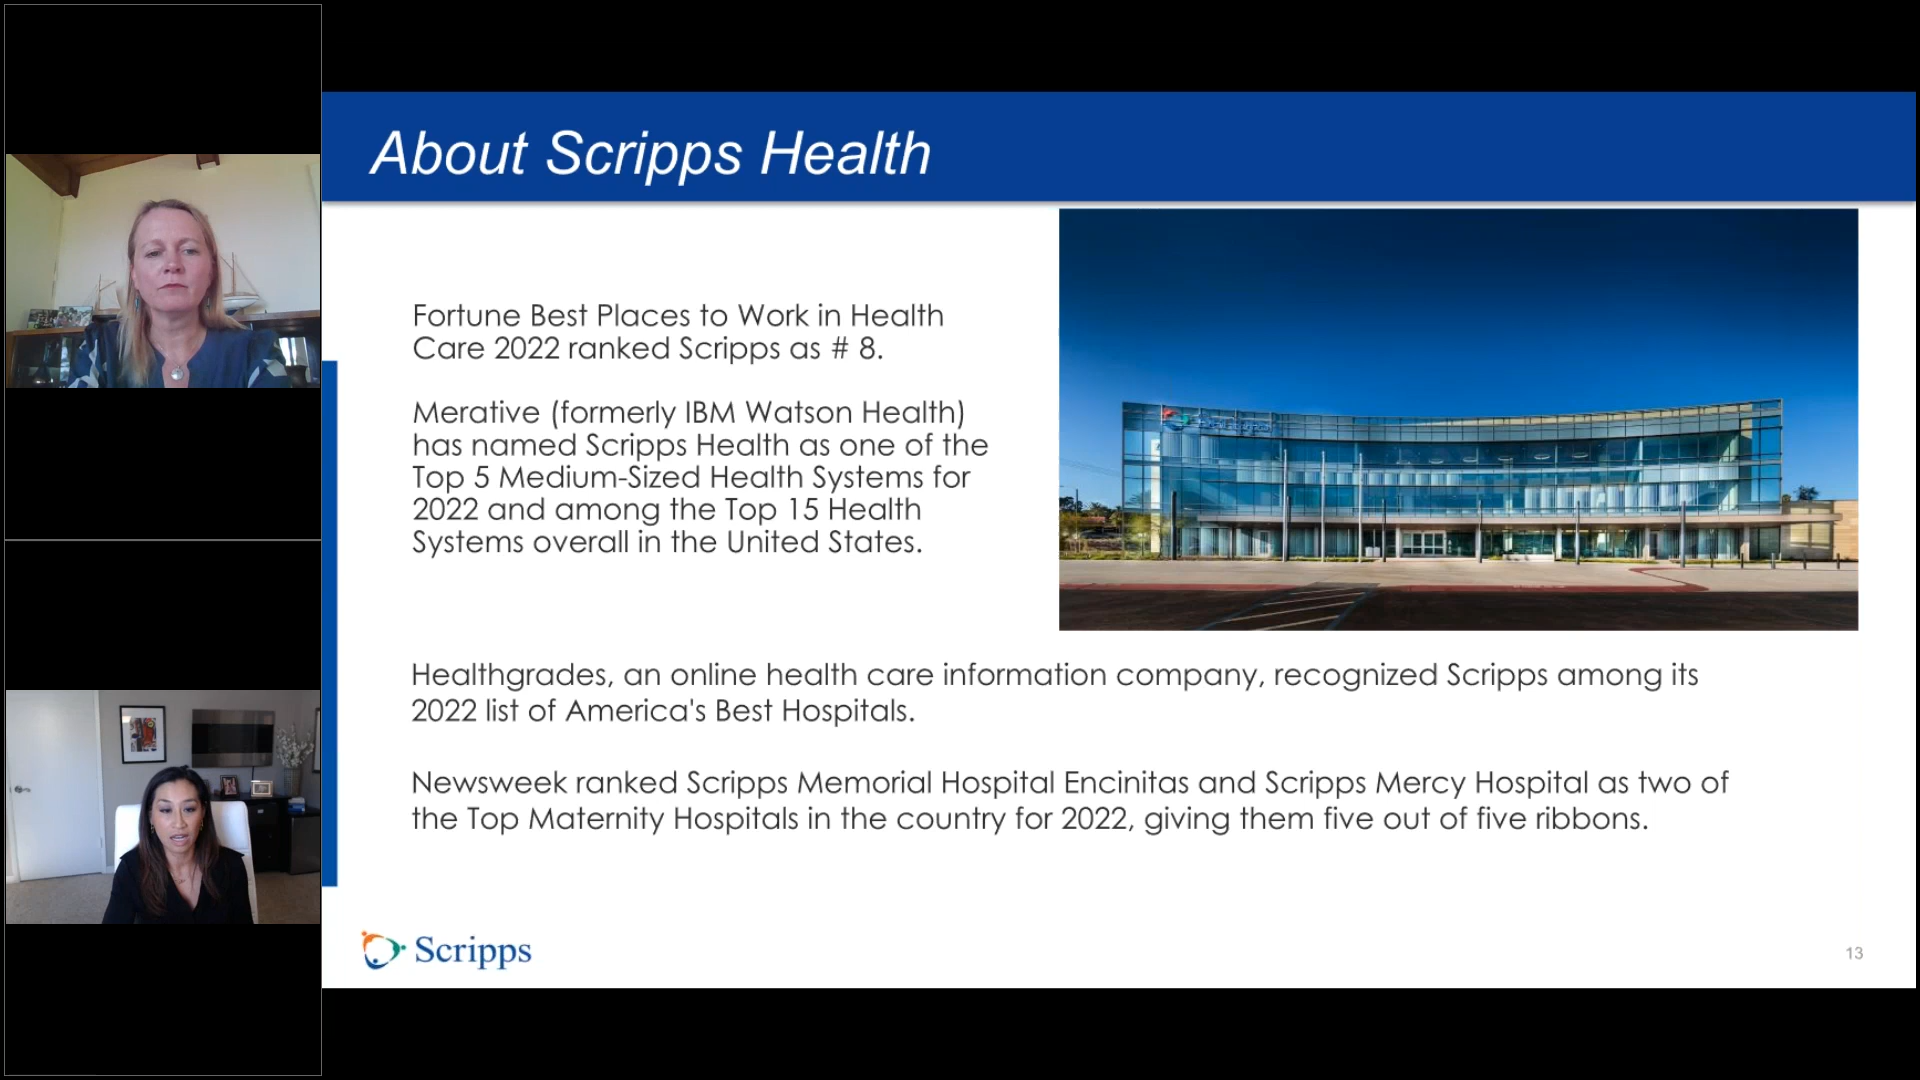 About Scripps Health
Fortune Best Places to Work in Health
Care 2022 ranked Scripps as # 8.
Merative (formerly IBM Watson Health)
has named Scripps Health as one of the
Top 5 Medium-Sized Health Systems for
2022 and among the Top 15 Health
Systems overall in the United States.
Healthgrades, an online health care information company, recognized Scripps among its
2022 list of America's Best Hospitals.
Newsweek ranked Scripps Memorial Hospital Encinitas and Scripps Mercy Hospital as two of
the Top Maternity Hospitals in the country for 2022, giving them five out of five ribbons.
Scripps
13